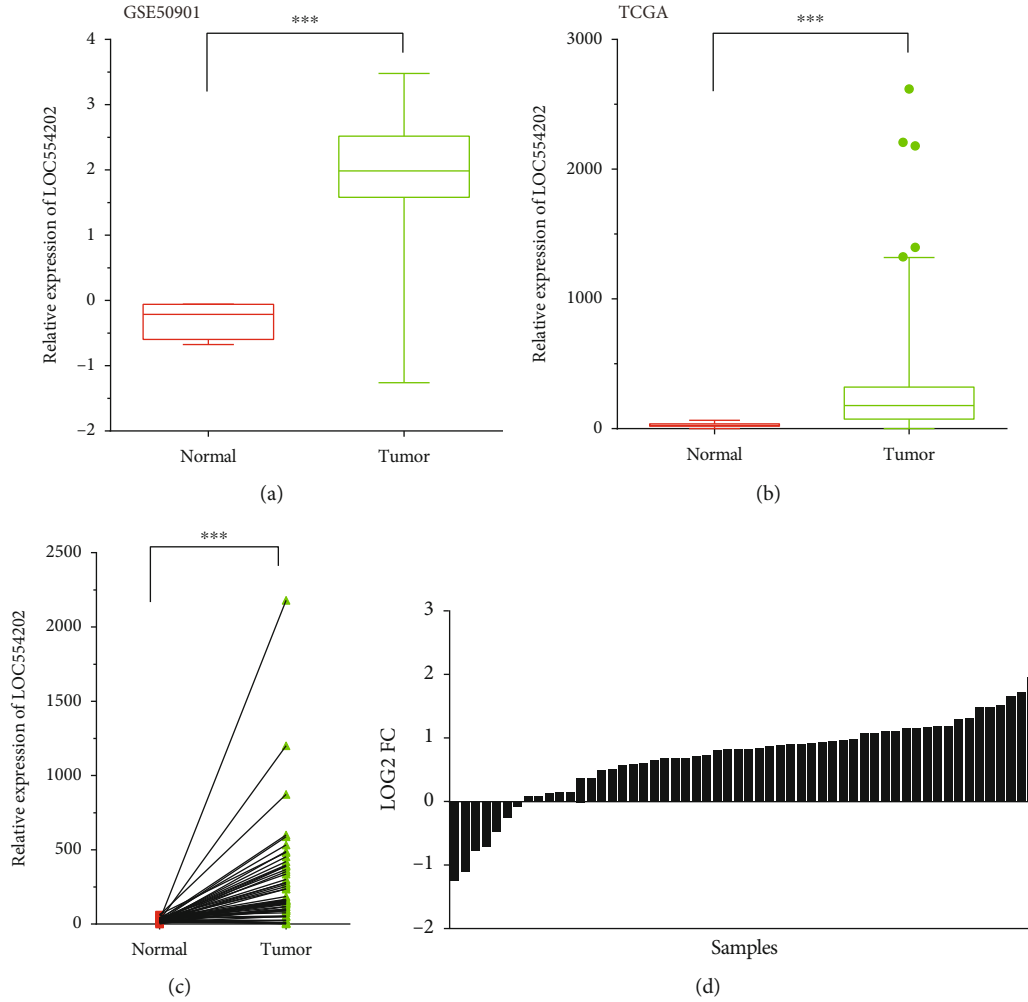 GSE50901
***
Relative expression of LOC554202
4
3
2
1
0
–1
–2
Normal
Tumor
(a)
TCGA
***
Relative expression of LOC554202
3000
2000
1000
0
Normal
Tumor
(b)
***
Relative expression of LOC554202
2500
2000
1500
1000
500
0
Normal
Tumor
(c)
LOG2 FC
3
2
1
0
–1
–2
Samples
(d)